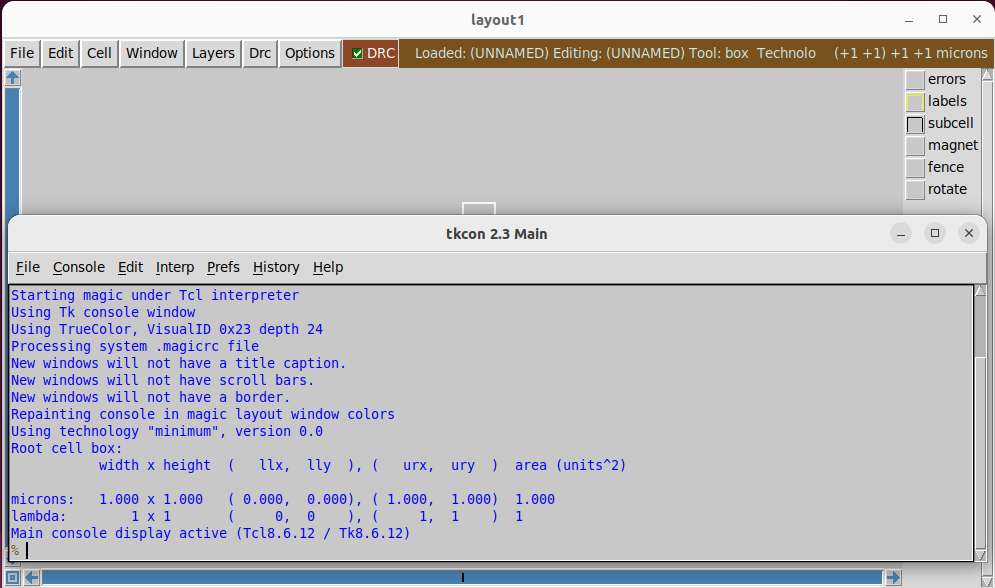 layout1
File Edit Cell Window Layers Drc Options DRC Loaded: (UNNAMED) Editing: (UNNAMED) Tool: box  Technolo (+1 +1) +1 +1 microns
errors
labels
subcell
magnet
fence
rotate
tkcon 2.3 Main
File Console Edit Interp Prefs History Help
Starting magic under Tcl interpreter
Using Tk console window
Using TrueColor, VisualID 0x23 depth 24
Processing system .magicrc file
New windows will not have a title caption.
New windows will not have scroll bars.
New windows will not have a border.
Repainting console in magic layout window colors
Using technology "minimum", version 0.0
Root cell box:
           width x height  (   llx,  lly  ), (   urx,  ury  )  area (units^2)
microns:   1.000 x 1.000   ( 0.000,  0.000), ( 1.000,  1.000)  1.000
lambda:        1 x 1       (     0,  0    ), (     1,  1    )  1
Main console display active (Tcl8.6.12 / Tk8.6.12)
%